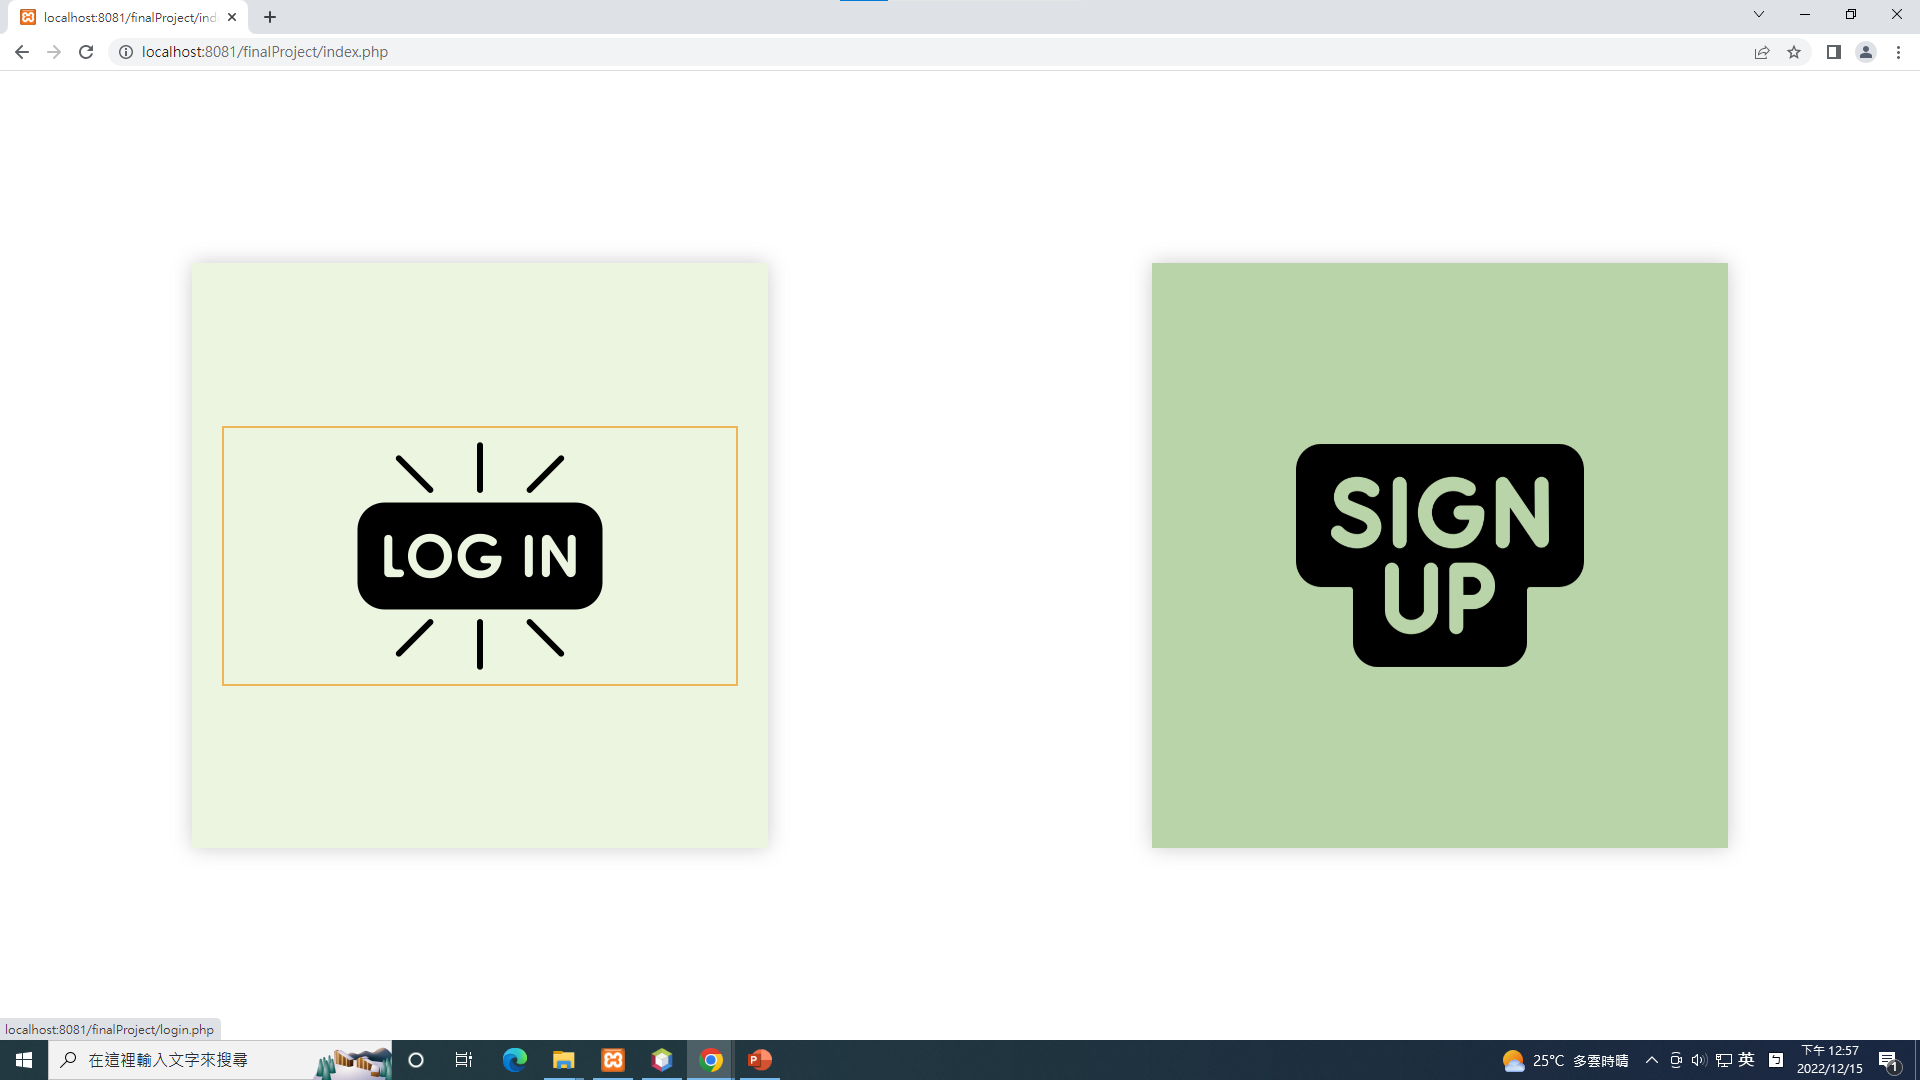 localhost:8081/finalProject/ind
localhost:8081/finalProject/index.php
LOG IN
SIGN
UP
localhost:8081/finalProject/login.php
在這裡輸入文字來搜尋
25°C 多雲時晴
英
下午 12:57
2022/12/15
1